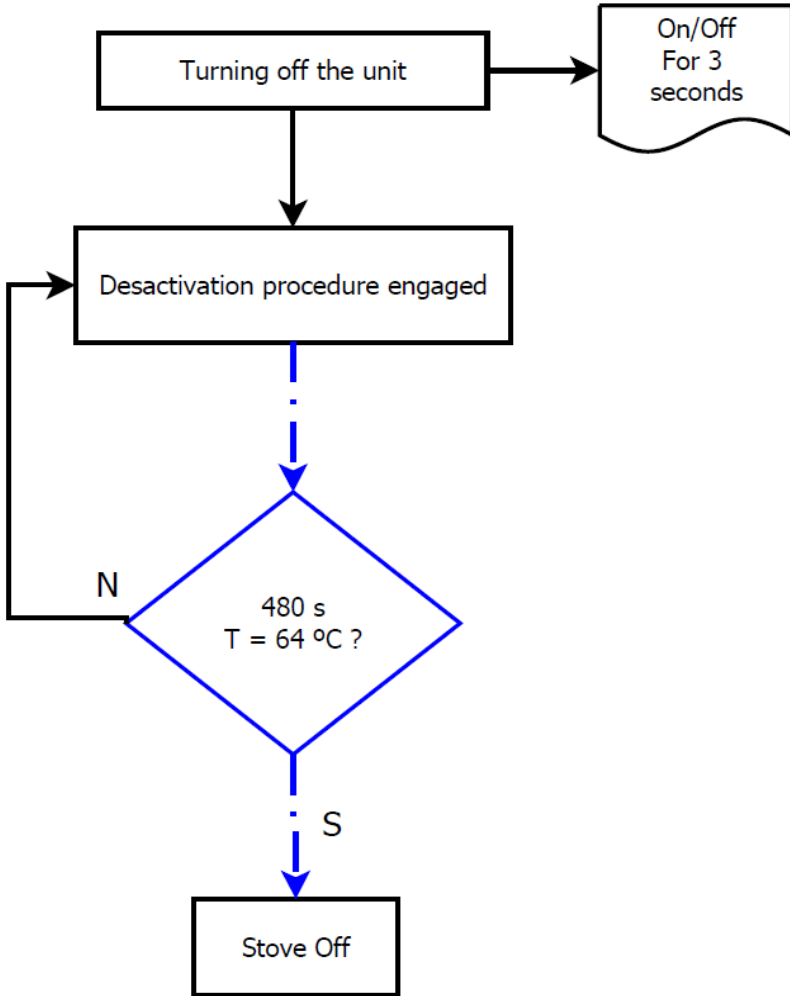 Turning off the unit
On/Off
For 3
seconds
Desactivation procedure engaged
N
480 s
T = 64 ºC ?
S
Stove Off